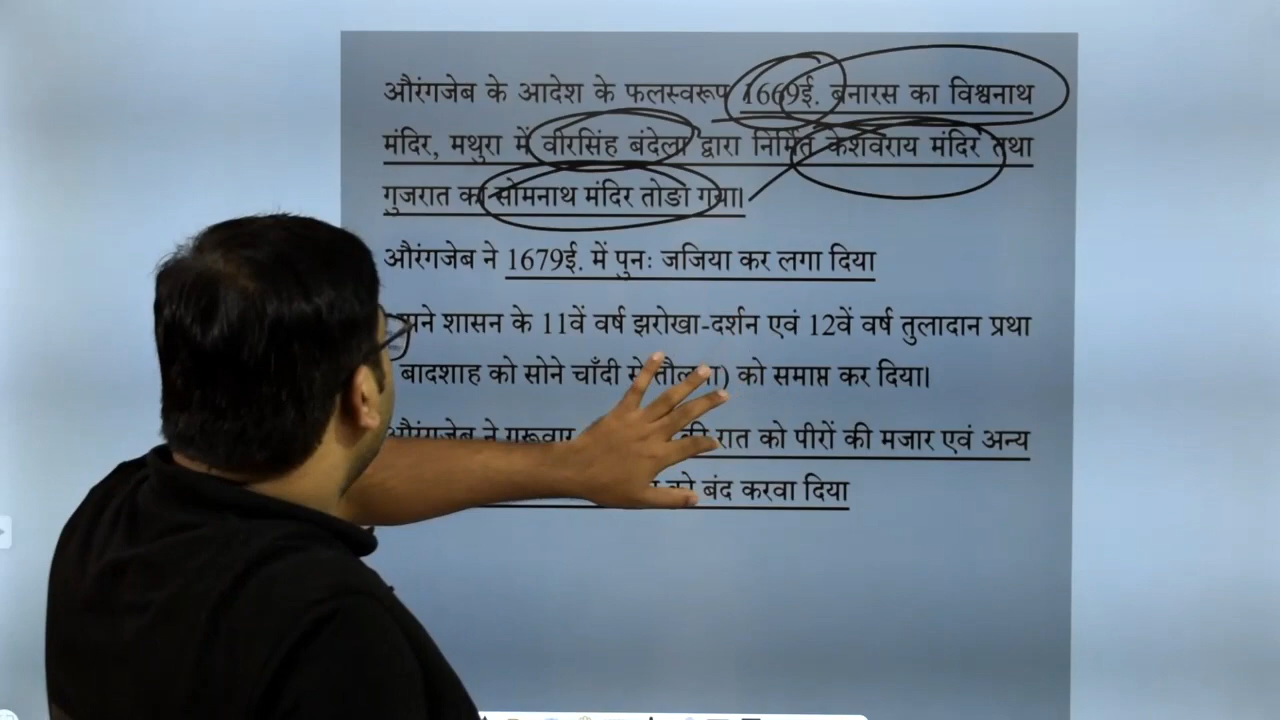 औरंगजेब के आदेश के फलस्वरूप 1669ई. बनारस का विश्वनाथ
मंदिर, मथुरा में वीरसिंह बंदेला द्वारा निर्मित केशवराय मंदिर तथा
गुजरात का सोमनाथ मंदिर तोङा गया।
औरंगजेब ने 1679ई. में पुनः जजिया कर लगा दिया
शासन के 11वें वर्ष झरोखा-दर्शन एवं 12वें वर्ष तुलादान प्रथा
बादशाह को सोने चाँदी से को समाप्त कर दिया।
औरंगजेब ने गुरूवार की रात को पीरों की मजार एवं अन्य
को बंद करवा दिया